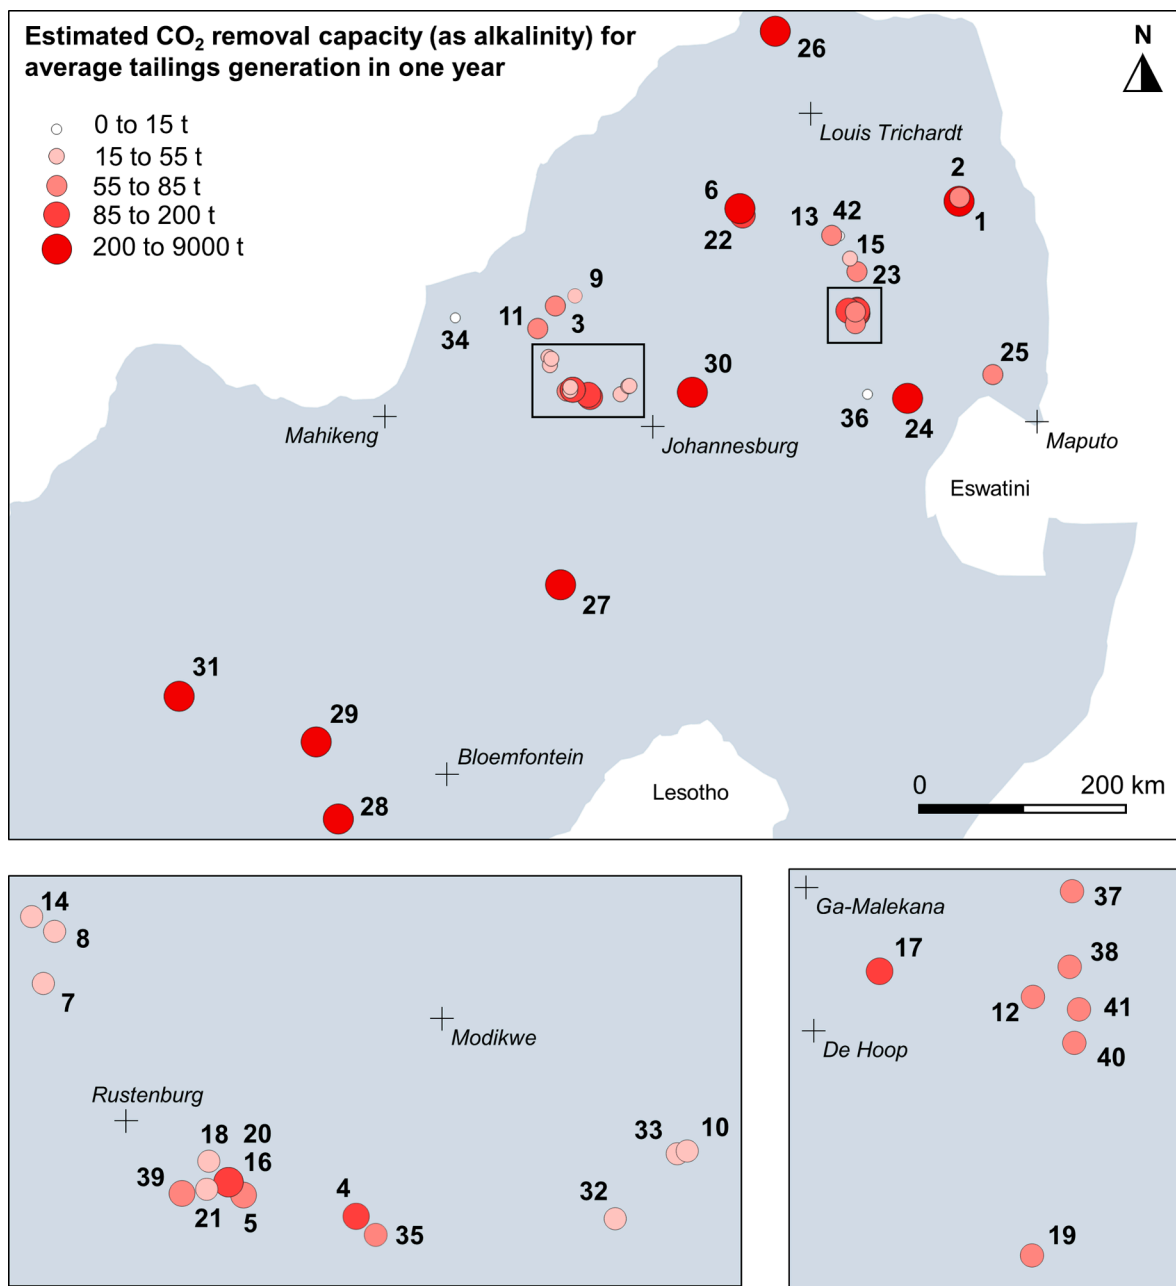 Estimated CO₂ removal capacity (as alkalinity) for
average tailings generation in one year
0 to 15 t
15 to 55 t
55 to 85 t
85 to 200 t
200 to 9000 t
N
26
Louis Trichardt
2
6
1
22
13 42
15
23
9
11
3
34
30
25
36
24
Mahikeng
Johannesburg
Maputo
Eswatini
27
31
29
Bloemfontein
28
Lesotho
0 200 km
14
8
7
Modikwe
Rustenburg
18 20
16
39
21 5
4
35
33 10
32
Ga-Malekana
37
17
38
12
41
De Hoop
40
19